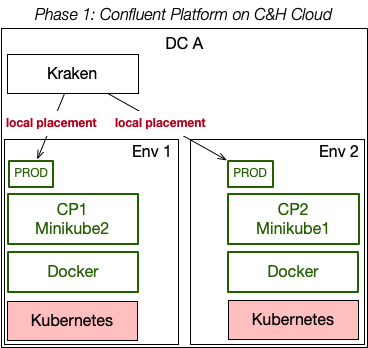 Phase 1: Confluent Platform on C&H Cloud
DC A
Kraken
local placement
local placement
Env 1
Env 2
PROD
PROD
CP1
Minikube2
CP2
Minikube1
Docker
Docker
Kubernetes
Kubernetes